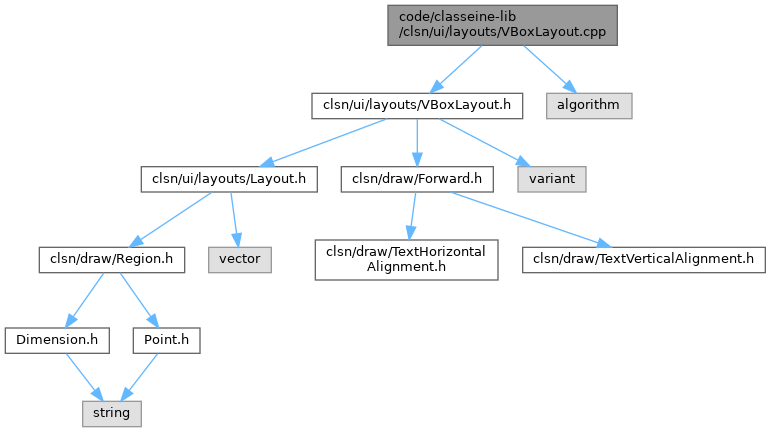 code/classeine-lib
/clsn/ui/layouts/VBoxLayout.cpp
clsn/ui/layouts/VBoxLayout.h
algorithm
clsn/ui/layouts/Layout.h
clsn/draw/Forward.h
variant
clsn/draw/Region.h
vector
clsn/draw/TextHorizontal
Alignment.h
clsn/draw/TextVerticalAlignment.h
Dimension.h
Point.h
string